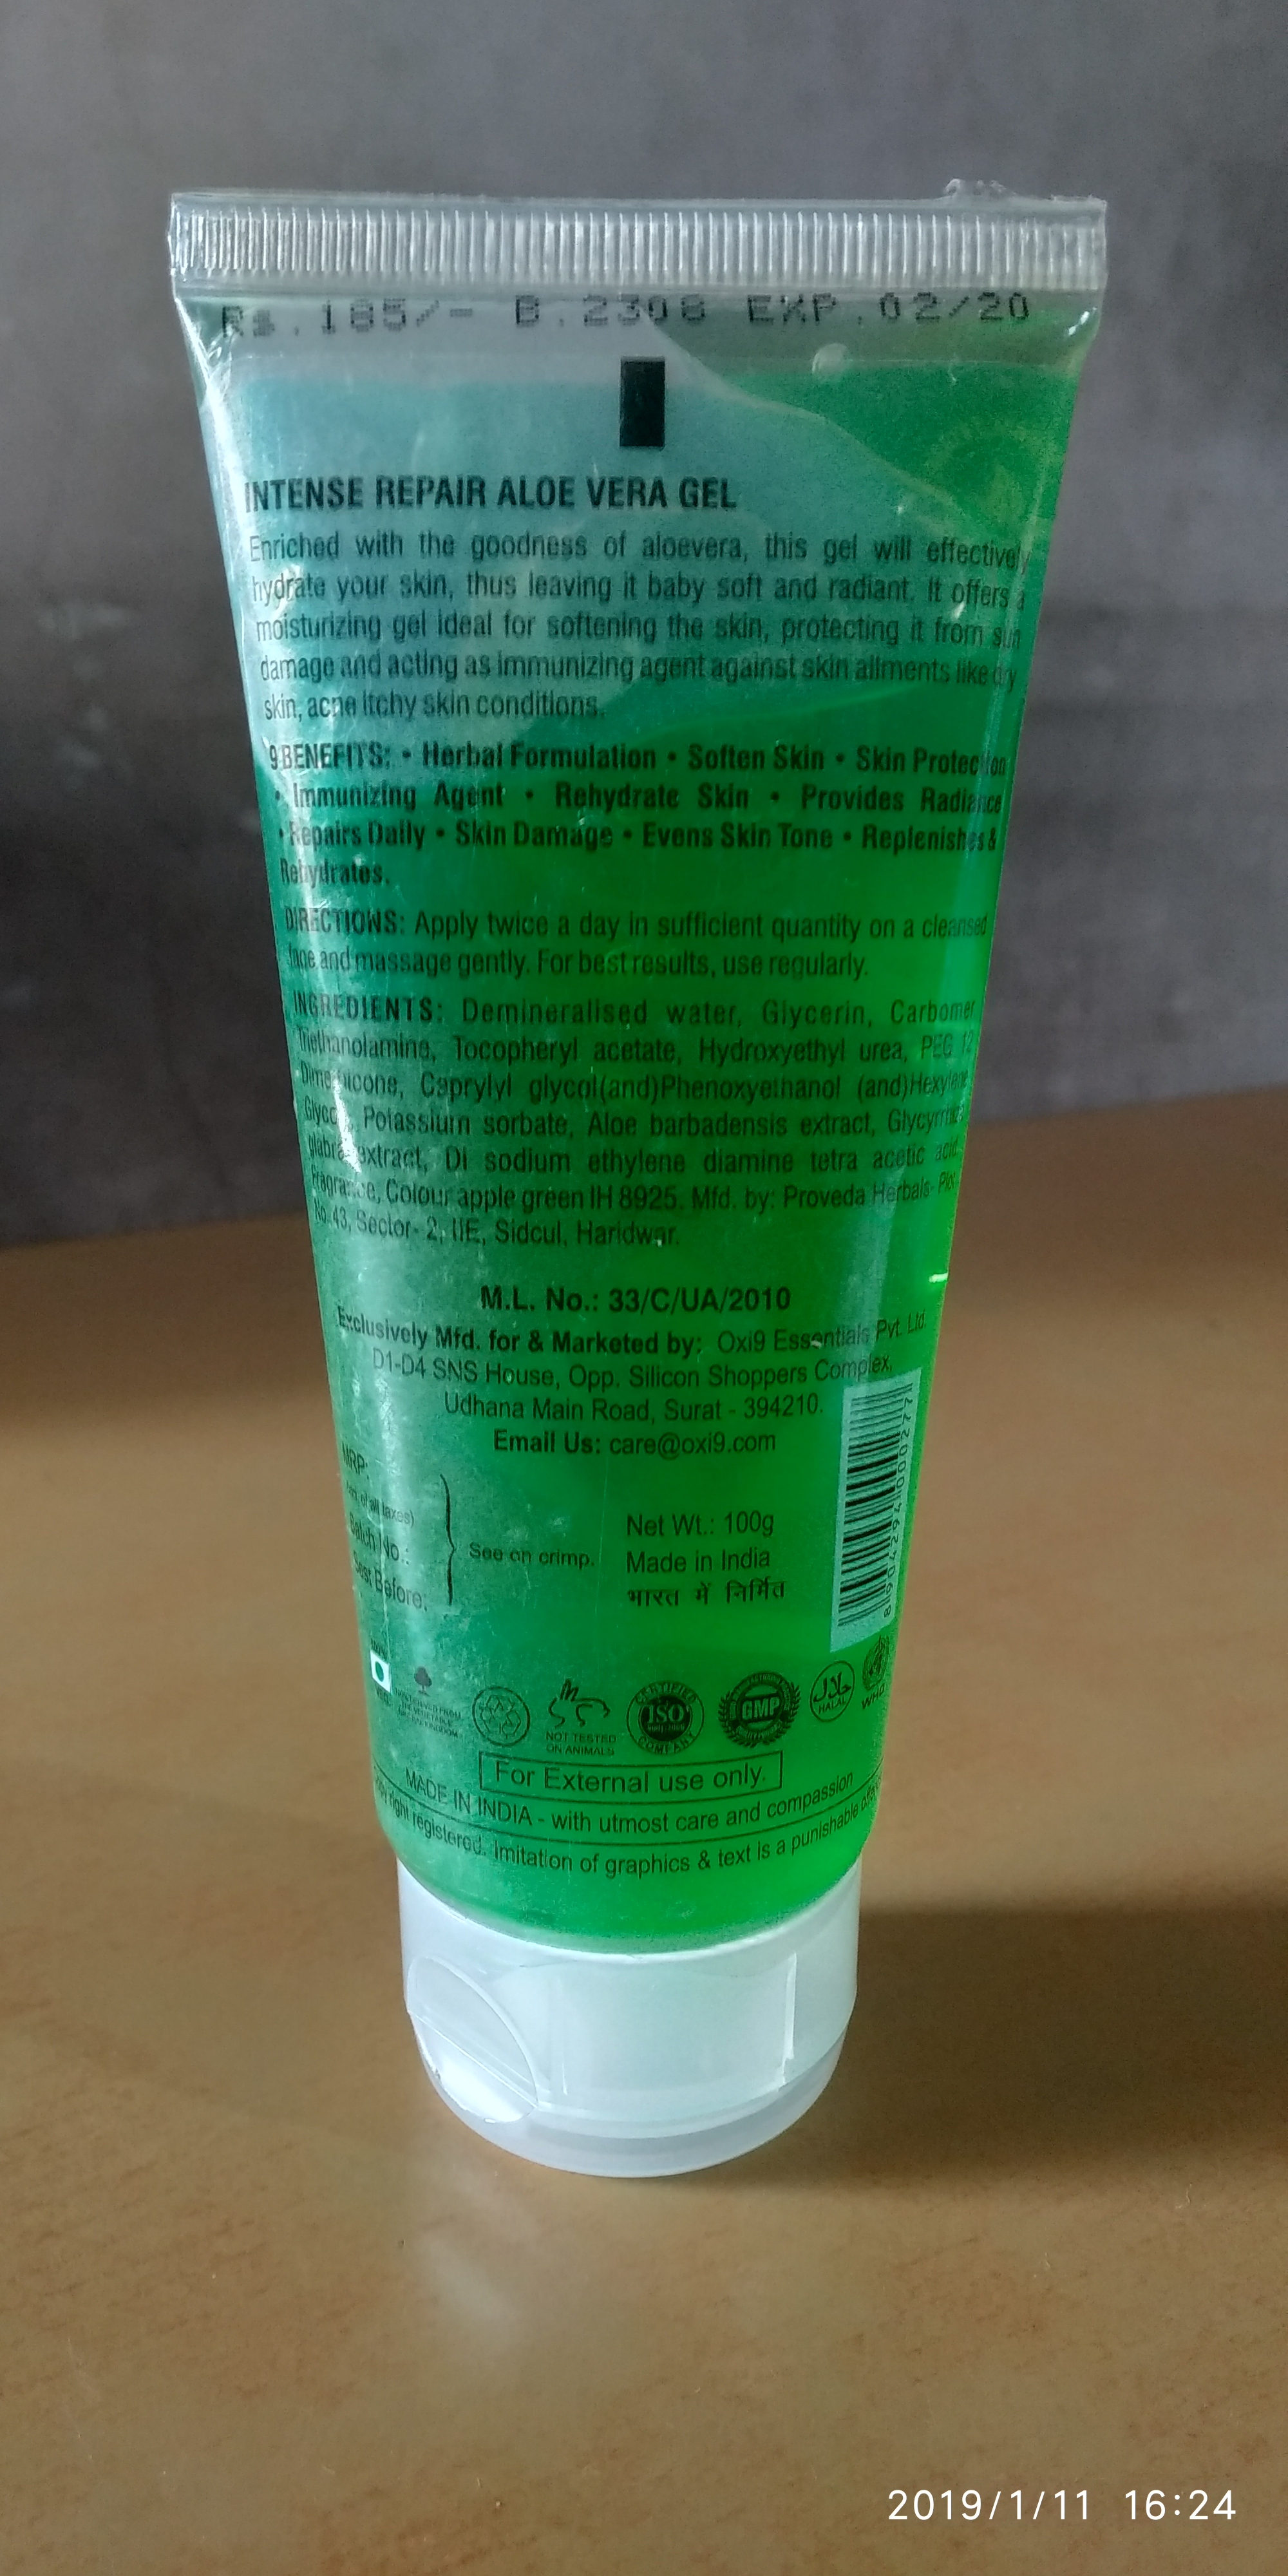 Rs.185/- B.2308 EXP.02/20
INTENSE REPAIR ALOE VERA GEL
Enriched with the goodness of aloevera, this gel will effectively
hydrate your skin, thus leaving it baby soft and radiant. It offers a
moisturizing gel ideal for softening the skin, protecting it from sun
damage and acting as immunizing agent against skin ailments like dry
skin, acne itchy skin conditions.
9 BENEFITS: • Herbal Formulation • Soften Skin • Skin Protection
• Immunizing Agent • Rehydrate Skin • Provides Radiance
• Repairs Daily • Skin Damage • Evens Skin Tone • Replenishes &
Rehydrates.
DIRECTIONS: Apply twice a day in sufficient quantity on a cleansed
and massage gently. For best results, use regularly.
INGREDIENTS: Demineralised water, Glycerin, Carbomer
Triethanolamine, Tocopheryl acetate, Hydroxyethyl urea, PEG 12
Dimethicone, Caprylyl glycol(and)Phenoxyethanol (and)Hexylene
Glycol, Potassium sorbate, Aloe barbadensis extract, Glycyrrhiza
glabra extract, Di sodium ethylene diamine tetra acetic acid,
Fragrance, Colour apple green IH 8925. Mfd. by: Proveda Herbals- Plot
No.43, Sector- 2, IIE, Sidcul, Haridwar.
M.L. No.: 33/C/UA/2010
Exclusively Mfd. for & Marketed by: Oxi9 Essentials Pvt. Ltd.
D1-D4 SNS House, Opp. Silicon Shoppers Complex,
Udhana Main Road, Surat - 394210.
Email Us: care@oxi9.com
MRP:
(incl. of all taxes)
Batch No.:
Best Before:
See on crimp.
Net Wt.: 100g
Made in India
भारत में निर्मित
8904294000277
NOT TESTED
ON ANIMALS
CERTIFIED
ISO
COMPANY
GMP
حلال
HALAL
WHO
For External use only.
MADE IN INDIA - with utmost care and compassion
right registered. Imitation of graphics & text is a punishable
2019/1/11 16:24